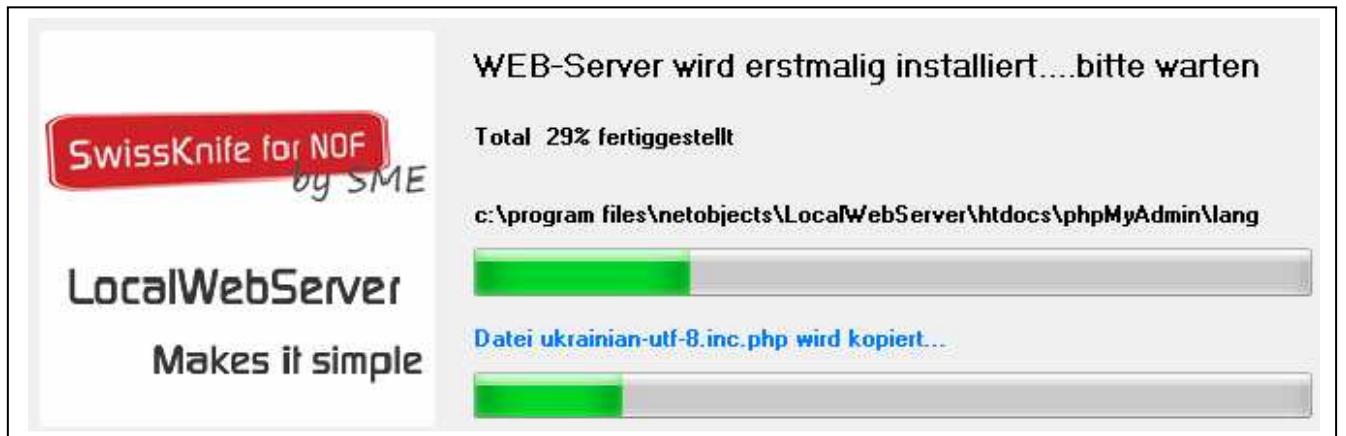 SwissKnife for NOF
by SME
LocalWebServer
Makes it simple
WEB-Server wird erstmalig installiert....bitte warten
Total 29% fertiggestellt
c:\program files\netobjects\LocalWebServer\htdocs\phpMyAdmin\lang
Datei ukrainian-utf-8.inc.php wird kopiert...